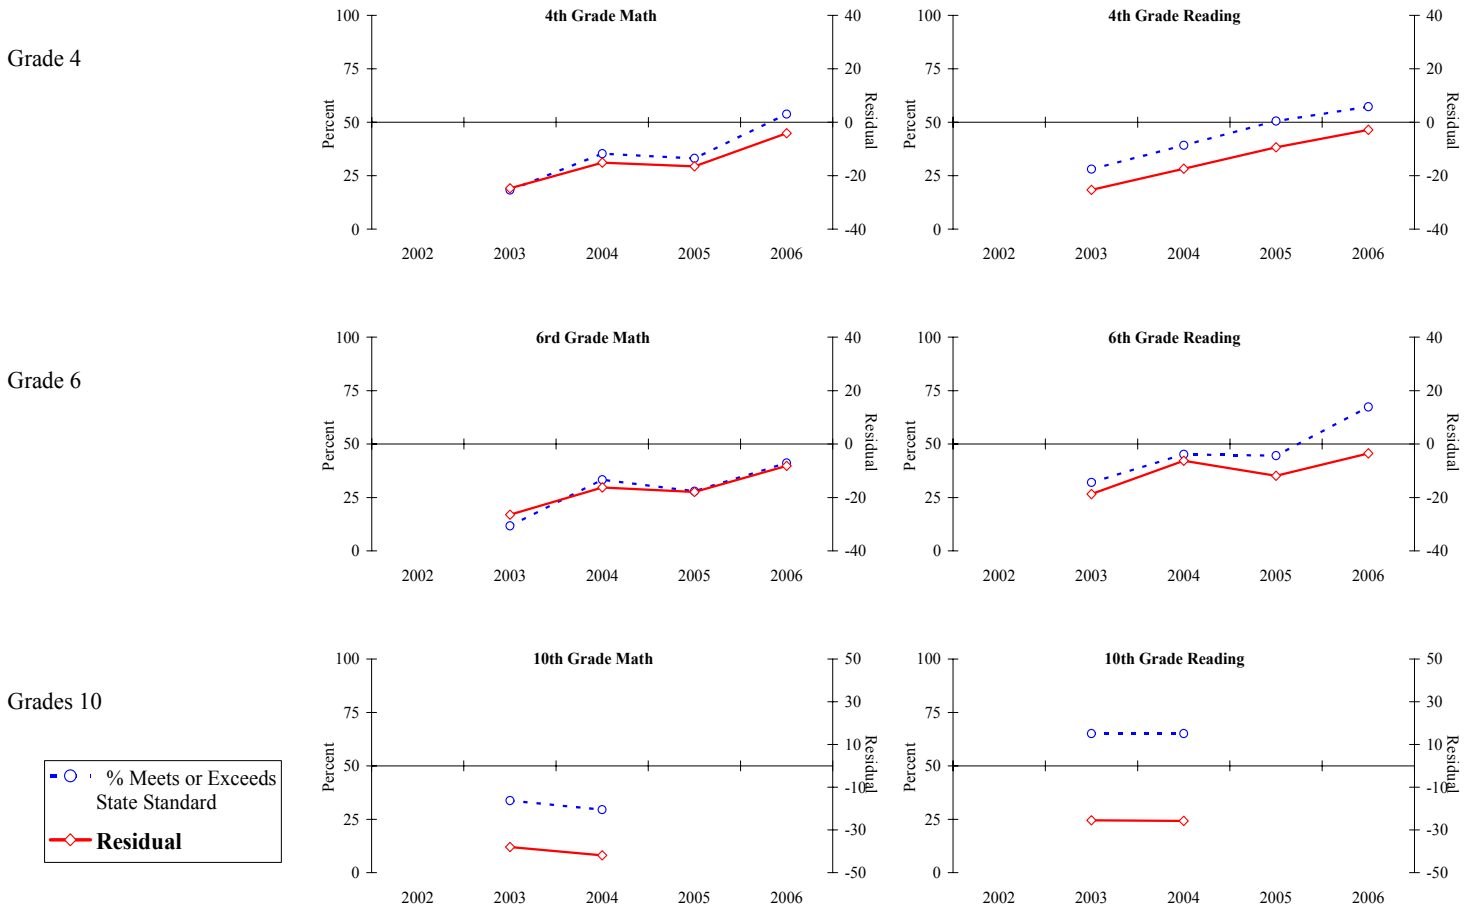 Grade 4
4th Grade Math
100
75
50
25
0
Percent
40
20
0
-20
-40
Residual
2002 2003 2004 2005 2006
4th Grade Reading
100
75
50
25
0
Percent
40
20
0
-20
-40
Residual
2002 2003 2004 2005 2006
Grade 6
6rd Grade Math
100
75
50
25
0
Percent
40
20
0
-20
-40
Residual
2002 2003 2004 2005 2006
6th Grade Reading
100
75
50
25
0
Percent
40
20
0
-20
-40
Residual
2002 2003 2004 2005 2006
Grades 10
10th Grade Math
100
75
50
25
0
Percent
50
30
10
-10
-30
-50
Residual
2002 2003 2004 2005 2006
10th Grade Reading
100
75
50
25
0
Percent
50
30
10
-10
-30
-50
Residual
2002 2003 2004 2005 2006
% Meets or Exceeds
State Standard
Residual